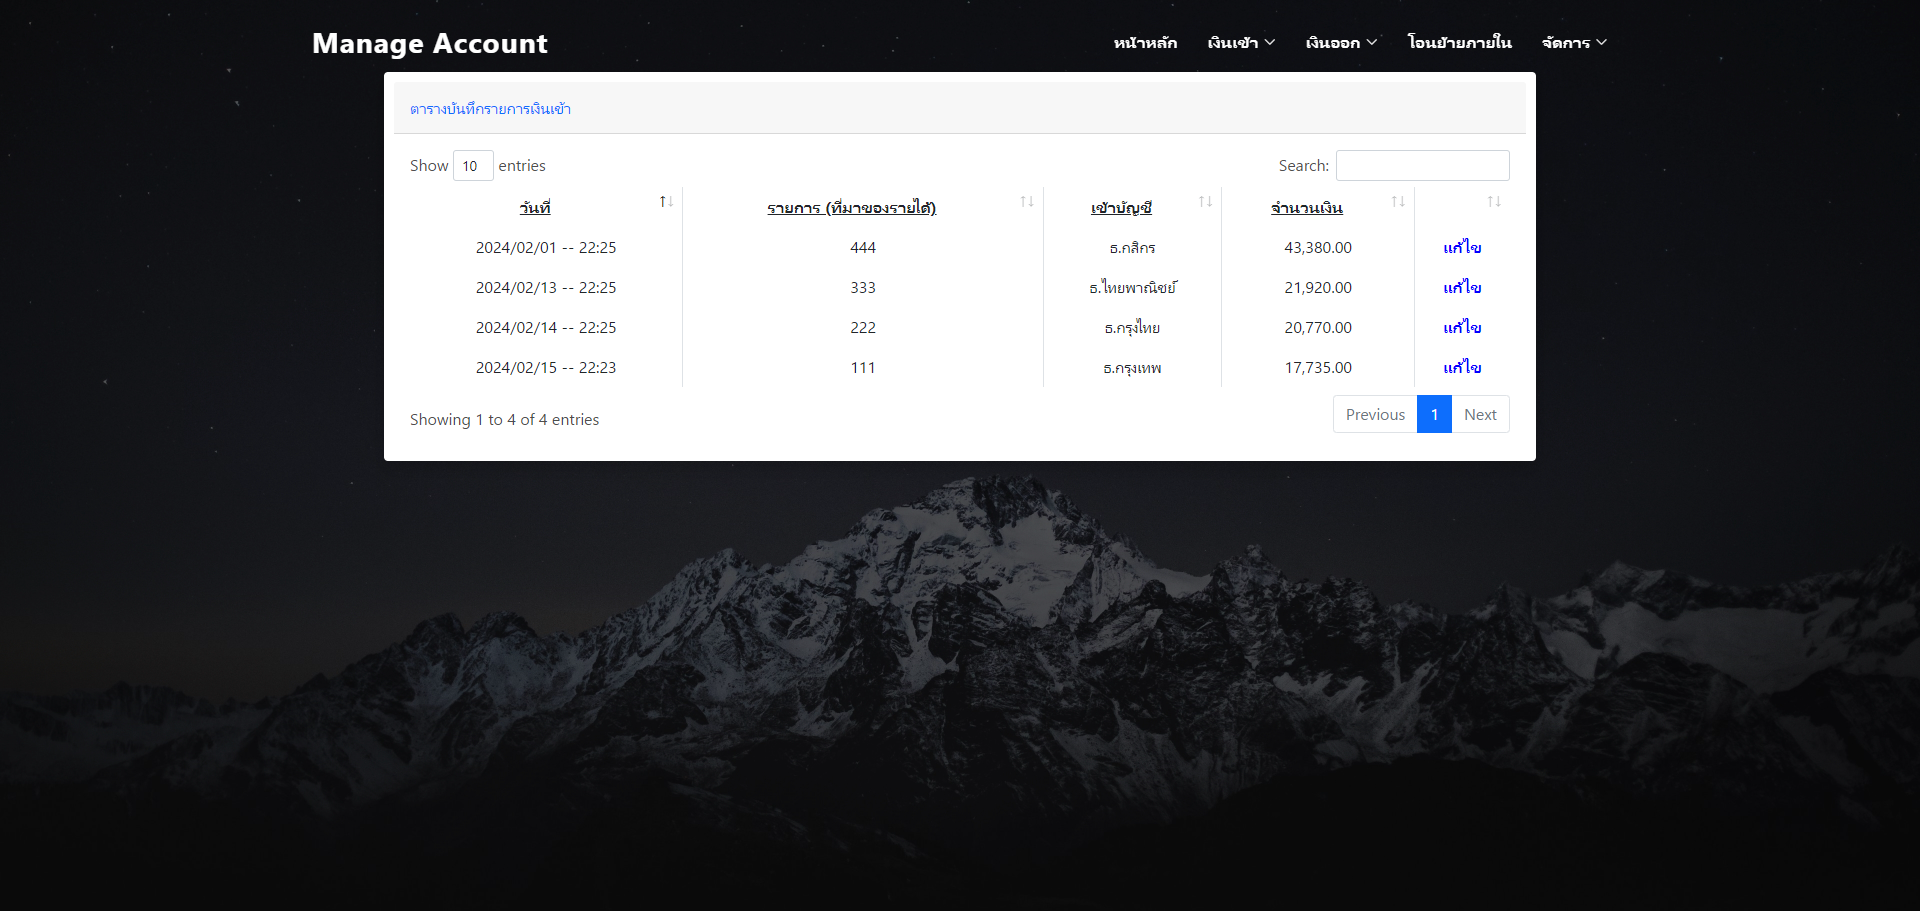 Manage Account หน้าหลัก เงินเข้า เงินออก โอนย้ายภายใน จัดการ
ตารางบันทึกรายการเงินเข้า
Show 10 entries Search:
วันที่ รายการ (ที่มาของรายได้) เข้าบัญชี จำนวนเงิน
2024/02/01 -- 22:25 444 ธ.กสิกร 43,380.00 แก้ไข
2024/02/13 -- 22:25 333 ธ.ไทยพาณิชย์ 21,920.00 แก้ไข
2024/02/14 -- 22:25 222 ธ.กรุงไทย 20,770.00 แก้ไข
2024/02/15 -- 22:23 111 ธ.กรุงเทพ 17,735.00 แก้ไข
Showing 1 to 4 of 4 entries Previous 1 Next